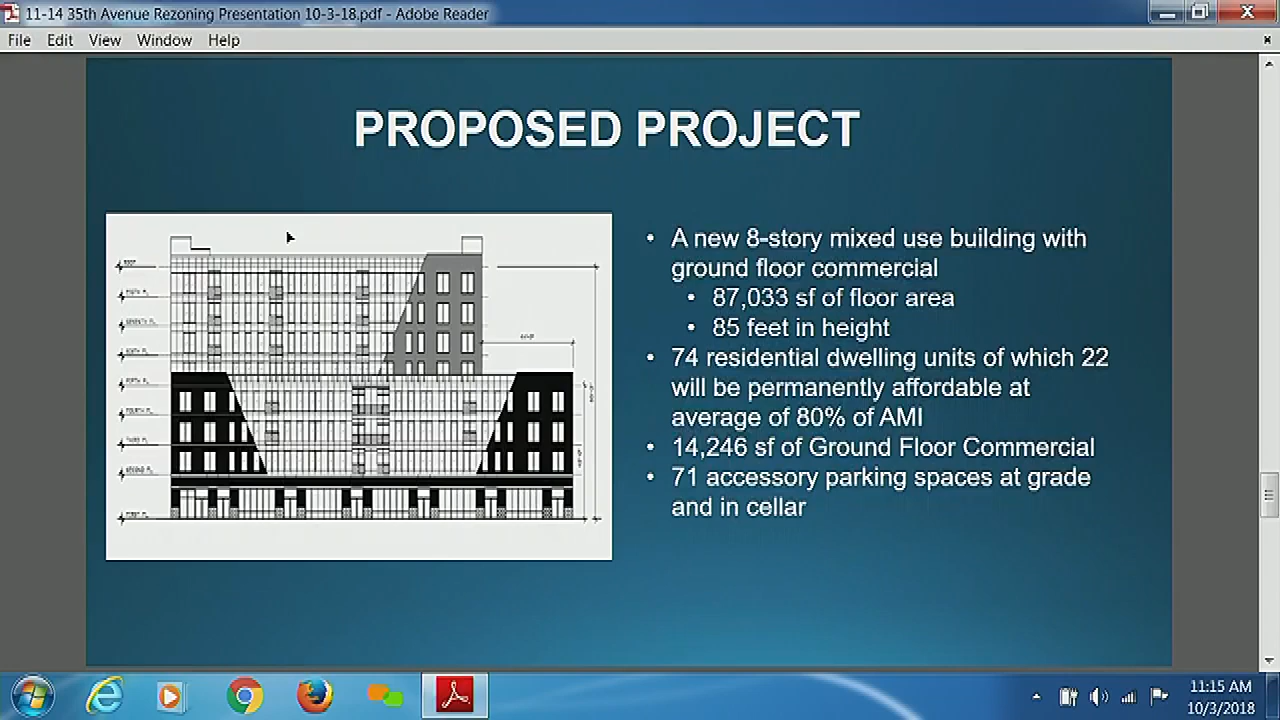 11-14 35th Avenue Rezoning Presentation 10-3-18.pdf - Adobe Reader
File Edit View Window Help
PROPOSED PROJECT
• A new 8-story mixed use building with
ground floor commercial
• 87,033 sf of floor area
• 85 feet in height
• 74 residential dwelling units of which 22
will be permanently affordable at
average of 80% of AMI
• 14,246 sf of Ground Floor Commercial
• 71 accessory parking spaces at grade
and in cellar
11:15 AM
10/3/2018